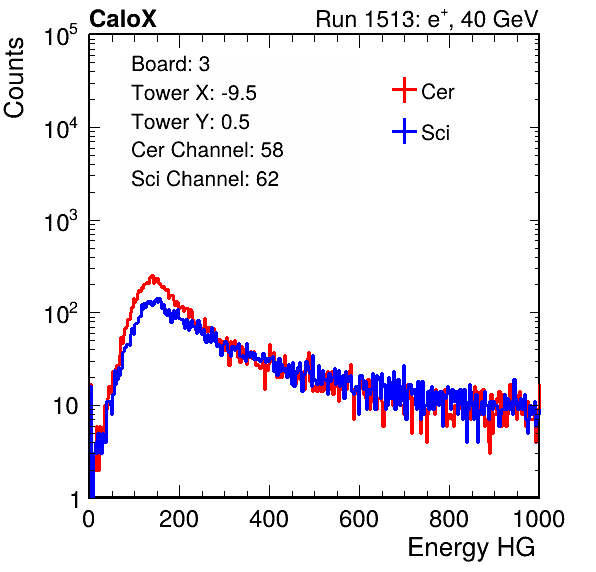 CaloX Run 1513: e⁺, 40 GeV
Counts
Board: 3
Tower X: -9.5
Tower Y: 0.5
Cer Channel: 58
Sci Channel: 62
Cer
Sci
10⁵
10⁴
10³
10²
10
1
0 200 400 600 800 1000
Energy HG